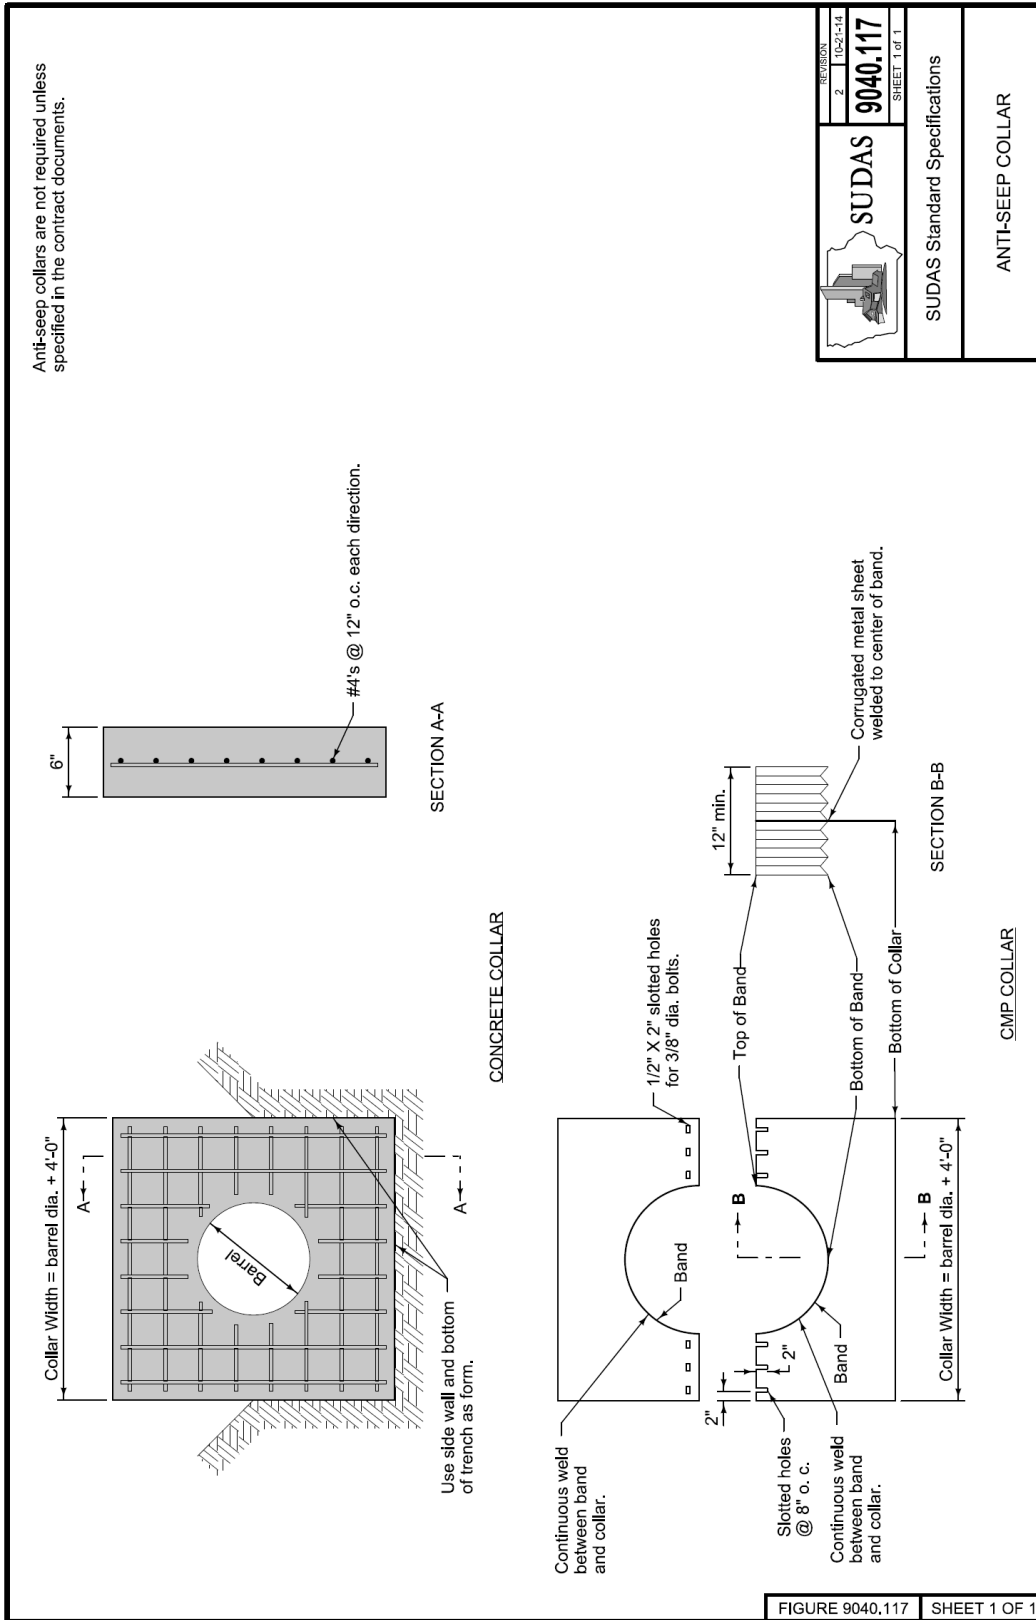 Anti-seep collars are not required unless
specified in the contract documents.
Collar Width = barrel dia. + 4'-0"
A
A
Barrel
Use side wall and bottom
of trench as form.
6"
#4's @ 12" o.c. each direction.
SECTION A-A
CONCRETE COLLAR
Continuous weld
between band
and collar.
Band
1/2" X 2" slotted holes
for 3/8" dia. bolts.
2"
2"
Slotted holes
@ 8" o. c.
Continuous weld
between band
and collar.
Band
B
B
Collar Width = barrel dia. + 4'-0"
Top of Band
Bottom of Band
Bottom of Collar
12" min.
Corrugated metal sheet
welded to center of band.
SECTION B-B
CMP COLLAR
SUDAS
REVISION
2 10-21-14
9040.117
SHEET 1 of 1
SUDAS Standard Specifications
ANTI-SEEP COLLAR
FIGURE 9040.117 SHEET 1 OF 1